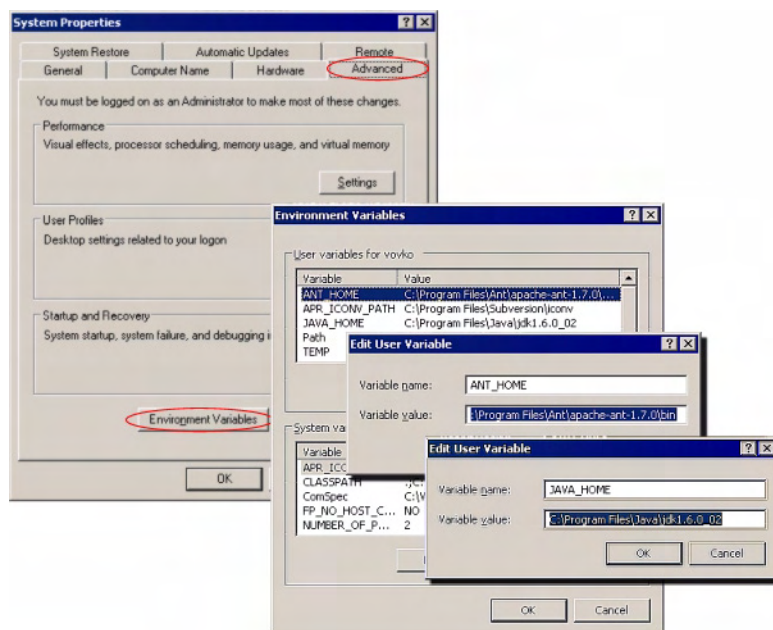 System Properties
System Restore Automatic Updates Remote
General Computer Name Hardware Advanced
You must be logged on as an Administrator to make most of these changes.
Performance
Visual effects, processor scheduling, memory usage, and virtual memory
Settings
User Profiles
Desktop settings related to your logon
Startup and Recovery
System startup, system failure, and debugging
Environment Variables
OK
Environment Variables
User variables for vovko
Variable Value
ANT_HOME C:\Program Files\Ant\apache-ant-1.7.0\...
APR_ICONV_PATH C:\Program Files\Subversion\iconv
JAVA_HOME C:\Program Files\Java\jdk1.6.0_02
Path
TEMP
System va
Variable
APR_ICO
CLASSPATH .;C:
ComSpec C:\W
FP_NO_HOST_C... NO
NUMBER_OF_P... 2
OK Cancel
Edit User Variable
Variable name: ANT_HOME
Variable value: :\Program Files\Ant\apache-ant-1.7.0\bin
Edit User Variable
Variable name: JAVA_HOME
Variable value: C:\Program Files\Java\jdk1.6.0_02
OK Cancel